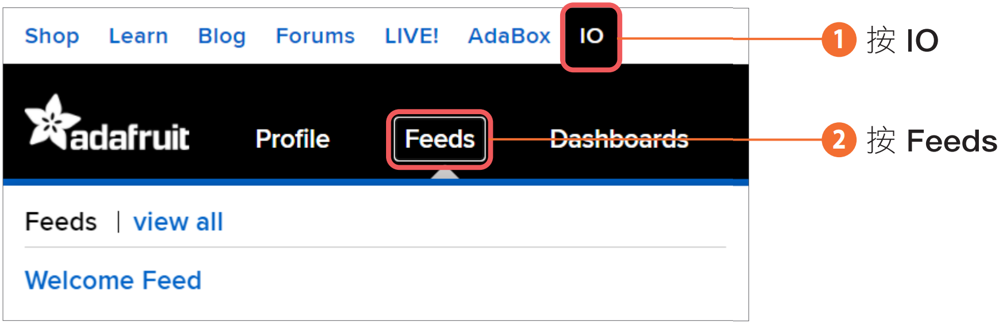 Shop Learn Blog Forums LIVE! AdaBox IO
1 按 IO
adafruit Profile Feeds Dashboards
2 按 Feeds
Feeds | view all
Welcome Feed